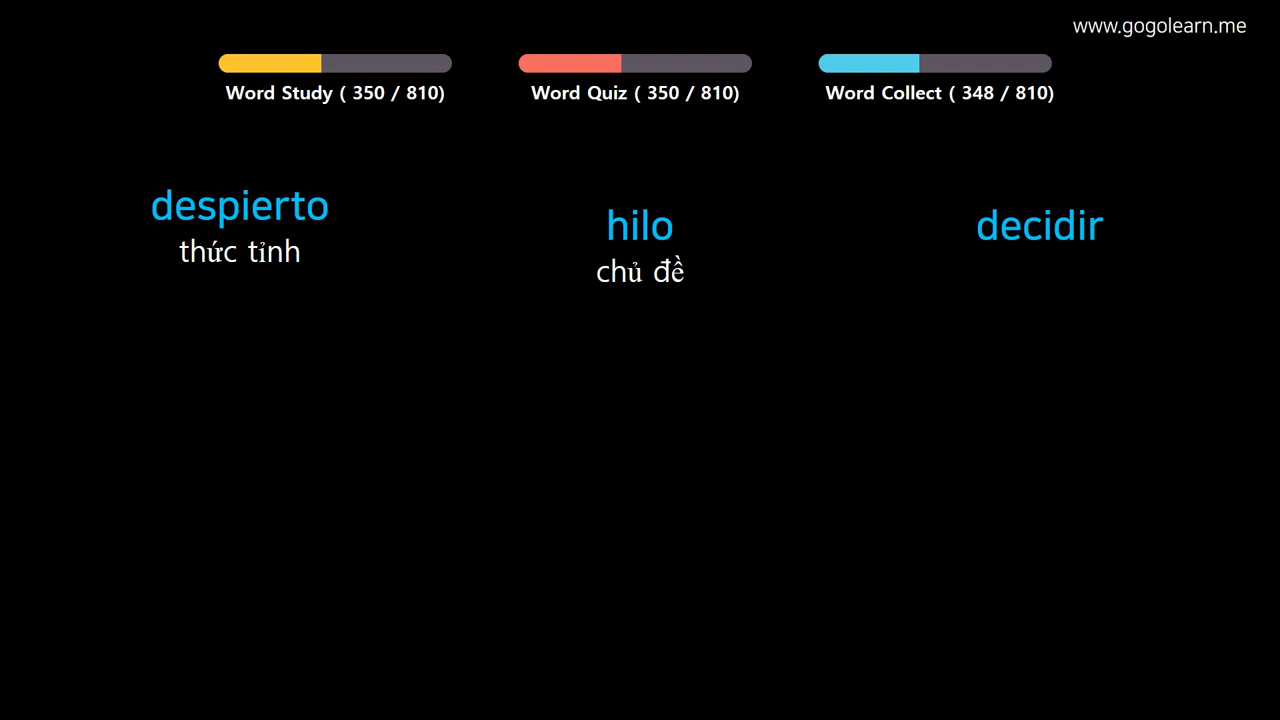 www.gogolearn.me
Word Study ( 350 / 810)
Word Quiz ( 350 / 810)
Word Collect ( 348 / 810)
despierto
thức tỉnh
hilo
chủ đề
decidir